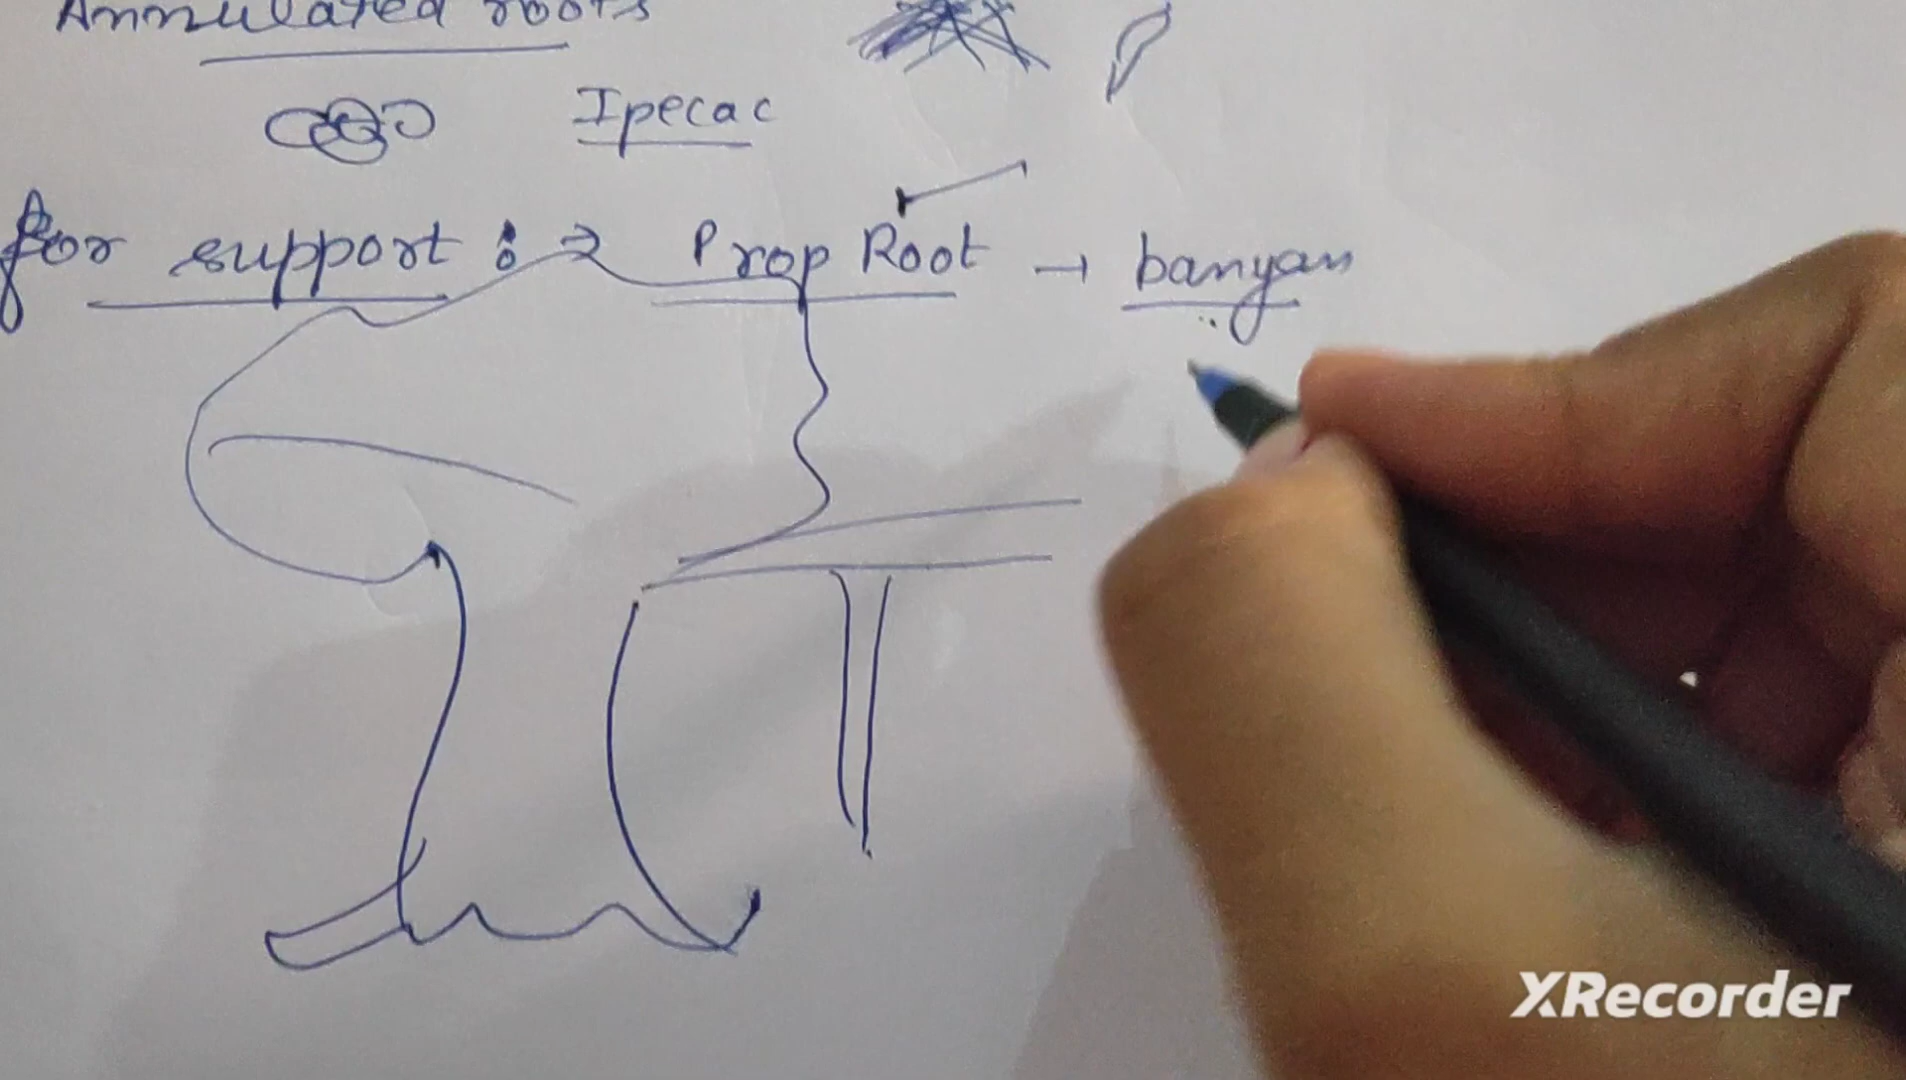 Annulated roots
Ipecac
for support : → Prop Root → banyan
XRecorder